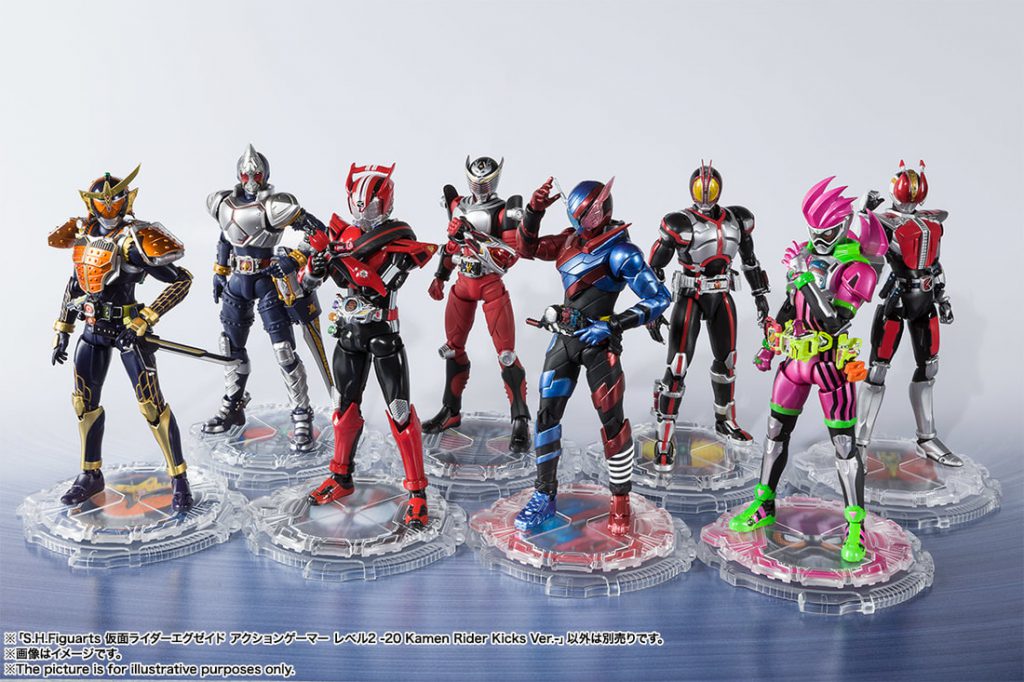 ※「S.H.Figuarts 仮面ライダーエグゼイド アクションゲーマー レベル2 -20 Kamen Rider Kicks Ver.-」以外は別売りです。
※画像はイメージです。
※The picture is for illustrative purposes only.